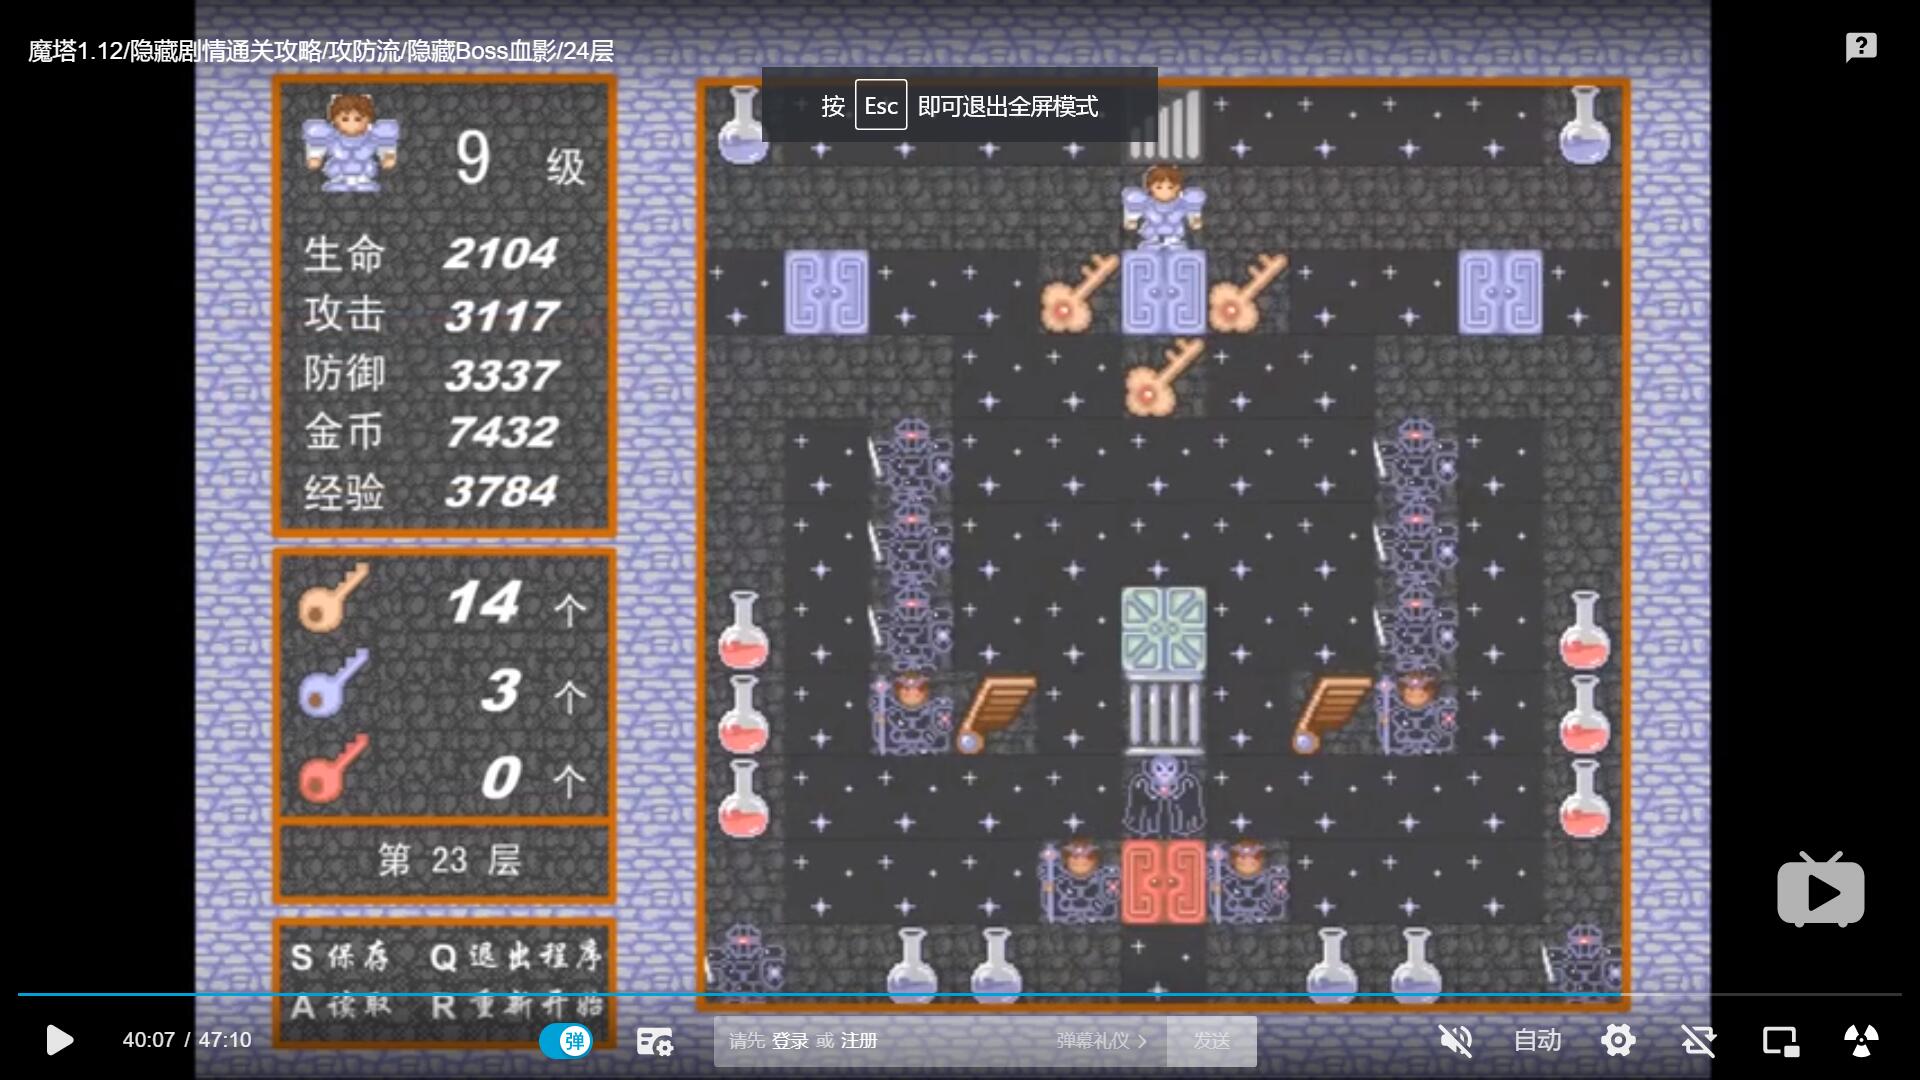 魔塔1.12/隐藏剧情通关攻略/攻防流/隐藏Boss血影/24层
按 Esc 即可退出全屏模式
9 级
生命 2104
攻击 3117
防御 3337
金币 7432
经验 3784
14 个
3 个
0 个
第 23 层
S 保存 Q 退出程序
A 读取 R 重新开始
40:07 / 47:10
弹
请先 登录 或 注册
弹幕礼仪 >
发送
自动